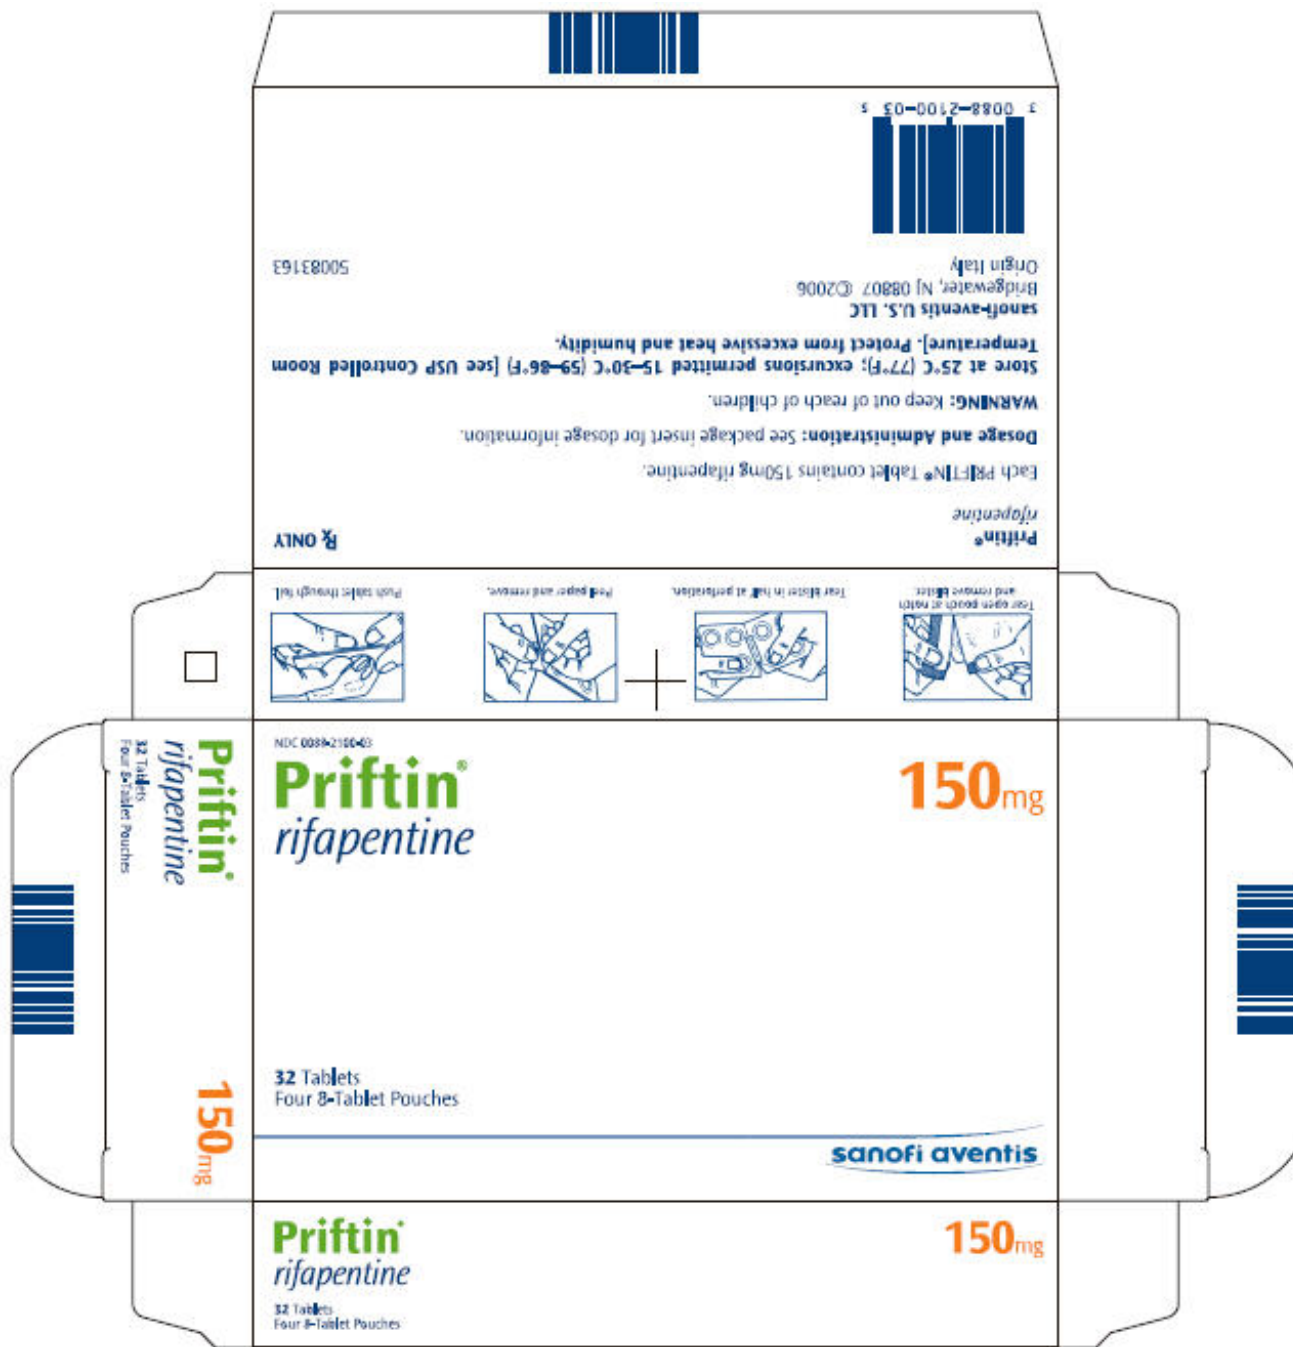 3 0088-2100-03 5
50083163
Priftin®
rifapentine
℞ ONLY
Each PRIFTIN® Tablet contains 150mg rifapentine.
Dosage and Administration: See package insert for dosage information.
WARNING: Keep out of reach of children.
Store at 25°C (77°F); excursions permitted 15–30°C (59–86°F) [see USP Controlled Room
Temperature]. Protect from excessive heat and humidity.
sanofi-aventis U.S. LLC
Bridgewater, NJ 08807 ©2006
Origin Italy
Tear open pouch at notch
and remove blister.
Tear blister in half at perforation.
Peel paper and remove.
Push tablet through foil.
Priftin®
rifapentine
32 Tablets
Four 8-Tablet Pouches
150mg
NDC 0088-2100-03
Priftin®
rifapentine
150mg
32 Tablets
Four 8-Tablet Pouches
sanofi aventis
Priftin®
rifapentine
150mg
32 Tablets
Four 8-Tablet Pouches